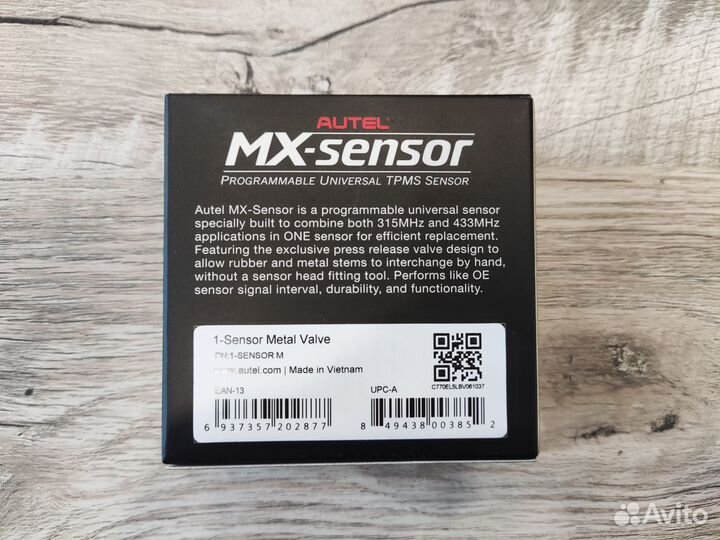 AUTEL
MX-sensor
PROGRAMMABLE UNIVERSAL TPMS SENSOR
Autel MX-Sensor is a programmable universal sensor
specially built to combine both 315MHz and 433MHz
applications in ONE sensor for efficient replacement.
Featuring the exclusive press release valve design to
allow rubber and metal stems to interchange by hand,
without a sensor head fitting tool. Performs like OE
sensor signal interval, durability, and functionality.
1-Sensor Metal Valve
PN:1-SENSOR M
www.autel.com | Made in Vietnam
C770EL5LBV061037
EAN-13
UPC-A
6 937357 202877
8 49438 00385 2
Avito